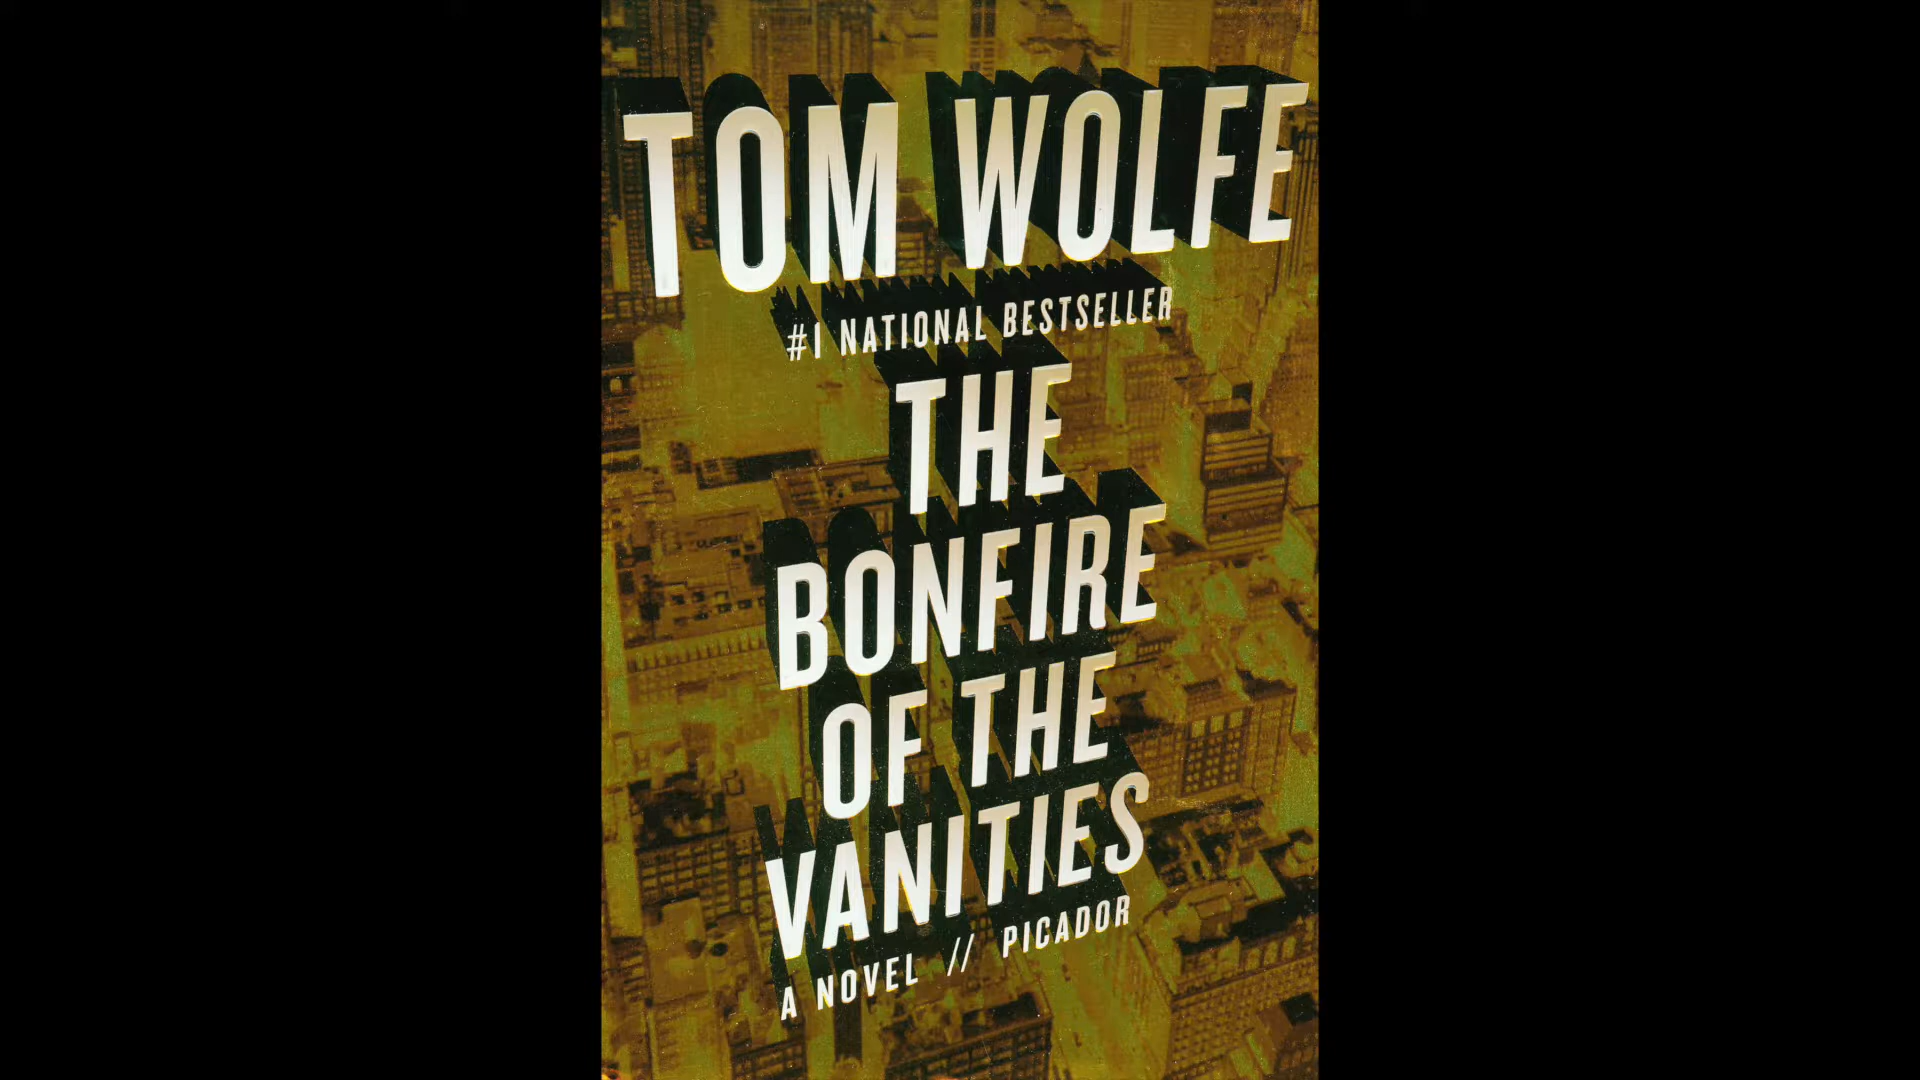 TOM WOLFE
#1 NATIONAL BESTSELLER
THE
BONFIRE
OF THE
VANITIES
A NOVEL // PICADOR